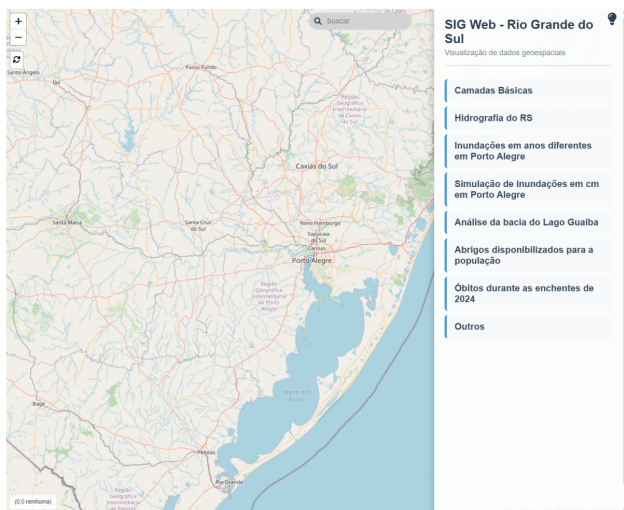 +
−
buscar
SIG Web - Rio Grande do
Sul
Visualização de dados geoespaciais
Camadas Básicas
Hidrografia do RS
Inundações em anos diferentes
em Porto Alegre
Simulação de inundações em cm
em Porto Alegre
Análise da bacia do Lago Guaíba
Abrigos disponibilizados para a
população
Óbitos durante as enchentes de
2024
Outros
Santo Ângelo
Ijuí
Passo Fundo
Região
Geográfica
Intermediária
de Caxias
do Sul
Caxias do Sul
Santa Maria
Santa Cruz
do Sul
Novo Hamburgo
Sapucaia
do Sul
Canoas
Porto Alegre
Região
Geográfica
Intermediária
de Porto
Alegre
Lagoa dos
Patos
Bagé
Pelotas
Rio Grande
Região
Geográfica
Intermediária
de Pelotas
(0,0 nenhuma)